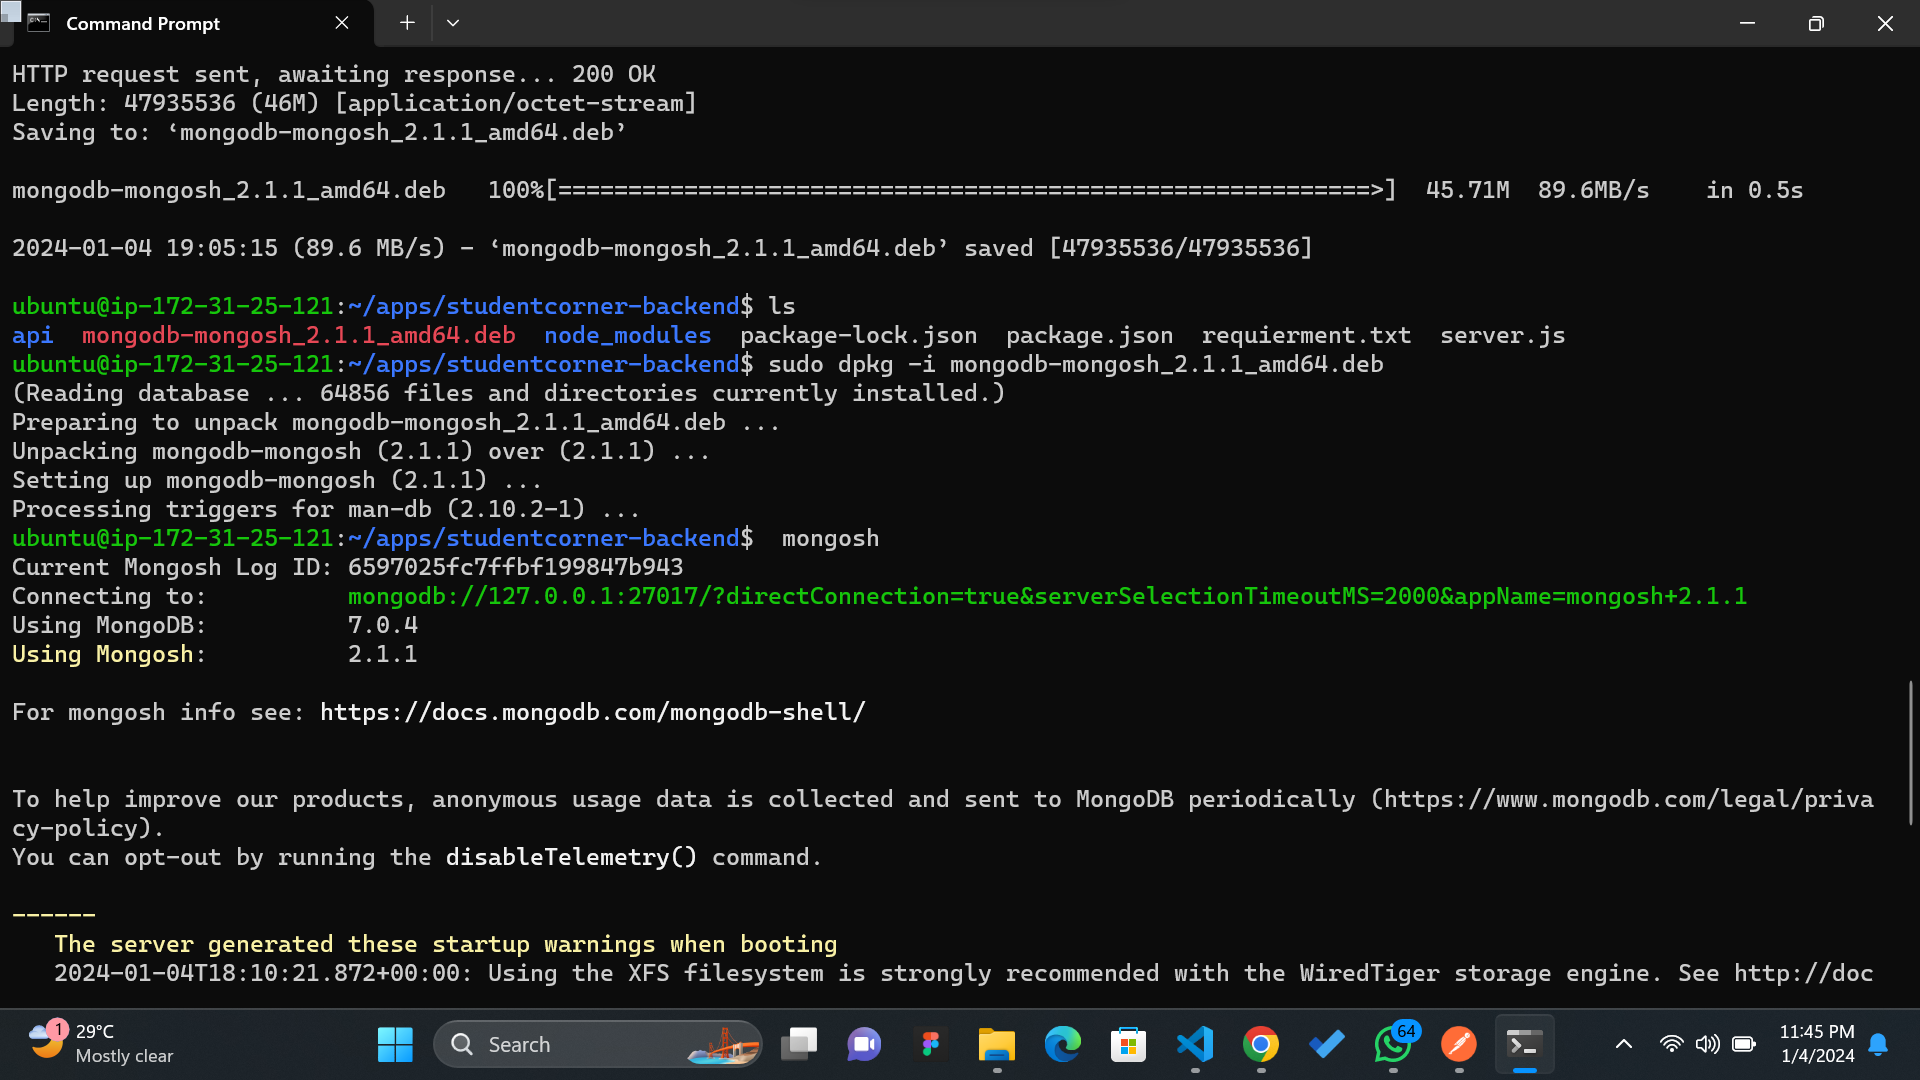 Command Prompt
HTTP request sent, awaiting response... 200 OK
Length: 47935536 (46M) [application/octet-stream]
Saving to: ‘mongodb-mongosh_2.1.1_amd64.deb’
mongodb-mongosh_2.1.1_amd64.deb   100%[==========================================================>]  45.71M  89.6MB/s    in 0.5s
2024-01-04 19:05:15 (89.6 MB/s) - ‘mongodb-mongosh_2.1.1_amd64.deb’ saved [47935536/47935536]
ubuntu@ip-172-31-25-121:~/apps/studentcorner-backend$ ls
api  mongodb-mongosh_2.1.1_amd64.deb  node_modules  package-lock.json  package.json  requierment.txt  server.js
ubuntu@ip-172-31-25-121:~/apps/studentcorner-backend$ sudo dpkg -i mongodb-mongosh_2.1.1_amd64.deb
(Reading database ... 64856 files and directories currently installed.)
Preparing to unpack mongodb-mongosh_2.1.1_amd64.deb ...
Unpacking mongodb-mongosh (2.1.1) over (2.1.1) ...
Setting up mongodb-mongosh (2.1.1) ...
Processing triggers for man-db (2.10.2-1) ...
ubuntu@ip-172-31-25-121:~/apps/studentcorner-backend$  mongosh
Current Mongosh Log ID: 6597025fc7ffbf199847b943
Connecting to:          mongodb://127.0.0.1:27017/?directConnection=true&serverSelectionTimeoutMS=2000&appName=mongosh+2.1.1
Using MongoDB:          7.0.4
Using Mongosh:          2.1.1
For mongosh info see: https://docs.mongodb.com/mongodb-shell/
To help improve our products, anonymous usage data is collected and sent to MongoDB periodically (https://www.mongodb.com/legal/priva
cy-policy).
You can opt-out by running the disableTelemetry() command.
------
The server generated these startup warnings when booting
2024-01-04T18:10:21.872+00:00: Using the XFS filesystem is strongly recommended with the WiredTiger storage engine. See http://doc
1
29°C
Mostly clear
Search
64
11:45 PM
1/4/2024